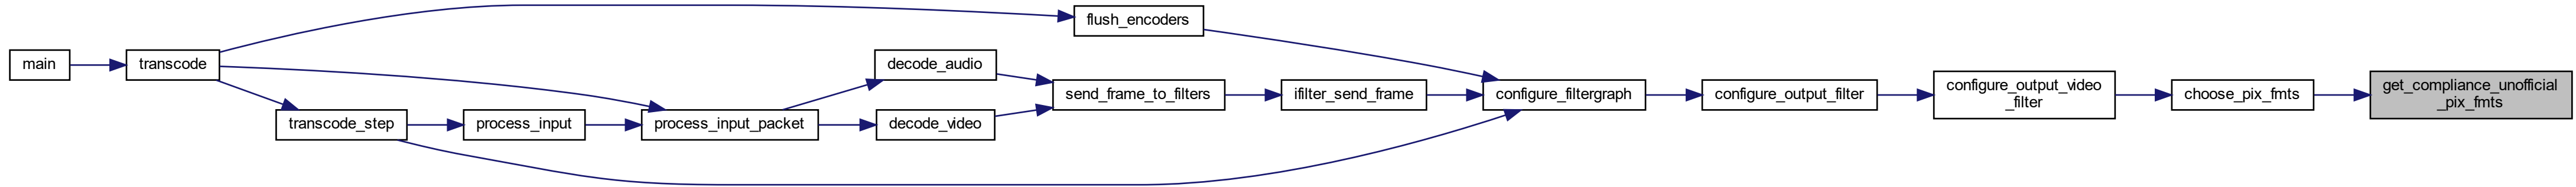 main
transcode
transcode_step
process_input
process_input_packet
decode_audio
decode_video
flush_encoders
send_frame_to_filters
ifilter_send_frame
configure_filtergraph
configure_output_filter
configure_output_video
_filter
choose_pix_fmts
get_compliance_unofficial
_pix_fmts